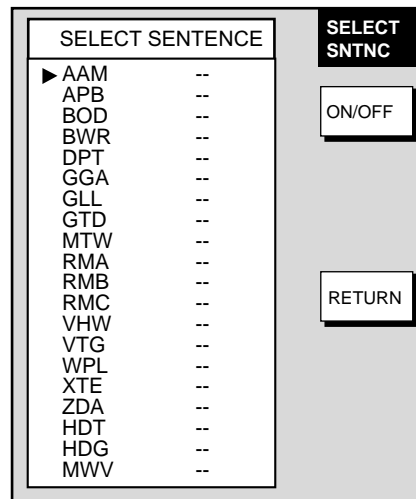 SELECT SENTENCE
▶ AAM --
APB --
BOD --
BWR --
DPT --
GGA --
GLL --
GTD --
MTW --
RMA --
RMB --
RMC --
VHW --
VTG --
WPL --
XTE --
ZDA --
HDT --
HDG --
MWV --
SELECT
SNTNC
ON/OFF
RETURN